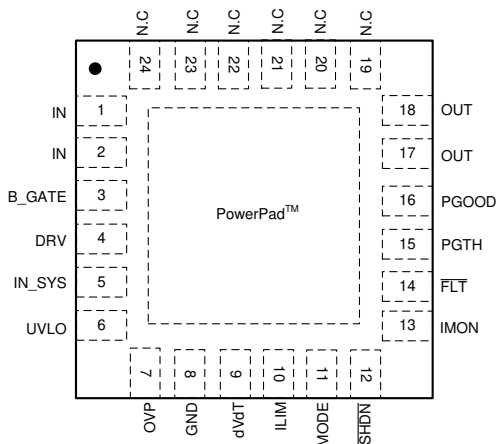 N.C N.C N.C N.C N.C N.C
24 23 22 21 20 19
IN 1
IN 2
B_GATE 3
DRV 4
IN_SYS 5
UVLO 6
PowerPad™
18 OUT
17 OUT
16 PGOOD
15 PGTH
14 F̅L̅T̅
13 IMON
7 8 9 10 11 12
OVP GND dVdT ILIM MODE S̅H̅D̅N̅